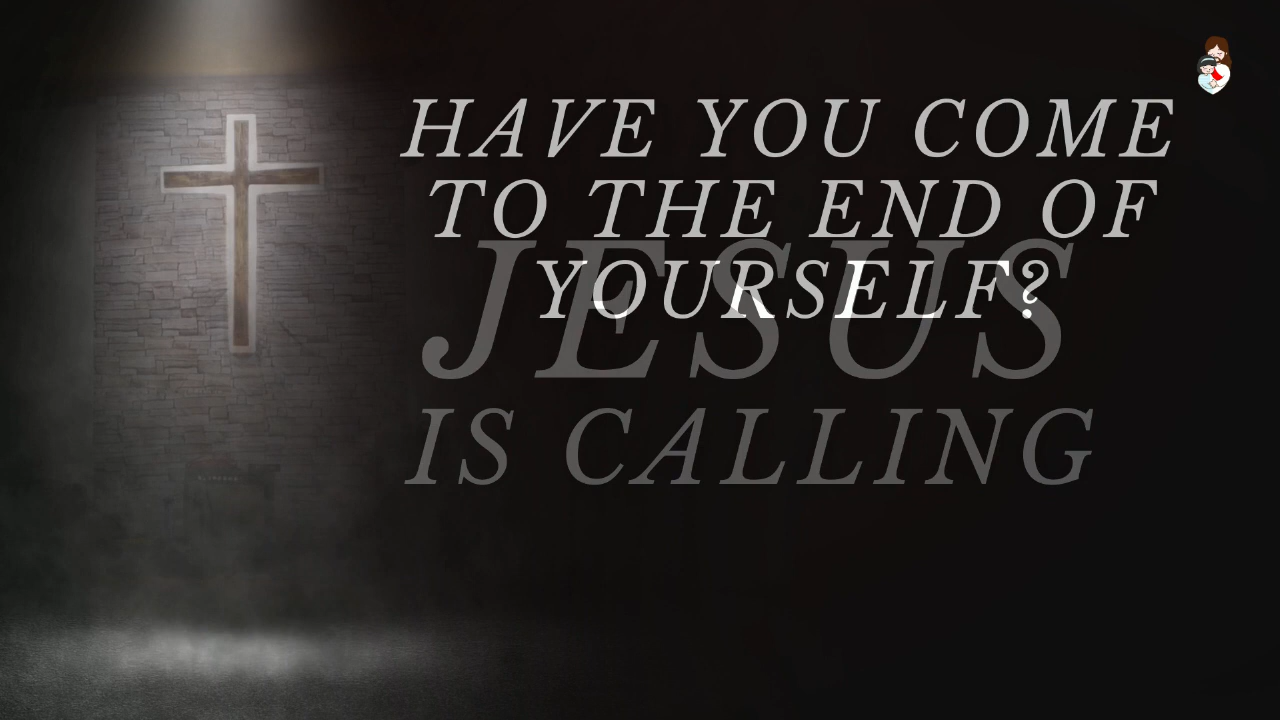 HAVE YOU COME
TO THE END OF
YOURSELF?
JESUS
IS CALLING